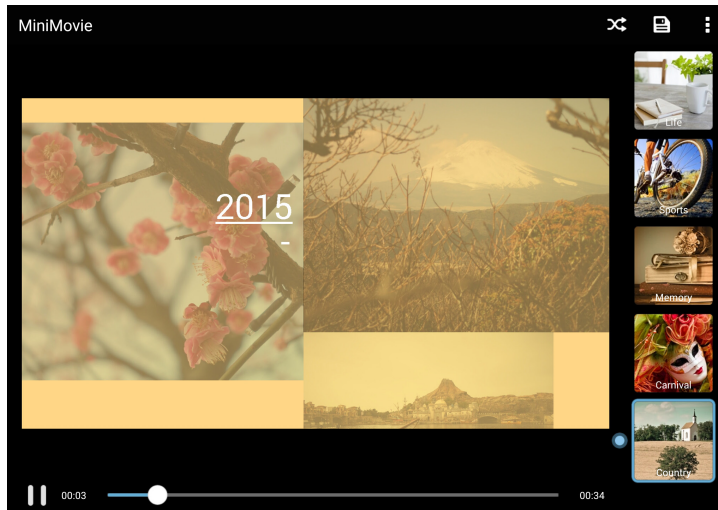 MiniMovie
2015
-
Life
Sports
Memory
Carnival
Country
00:03
00:34